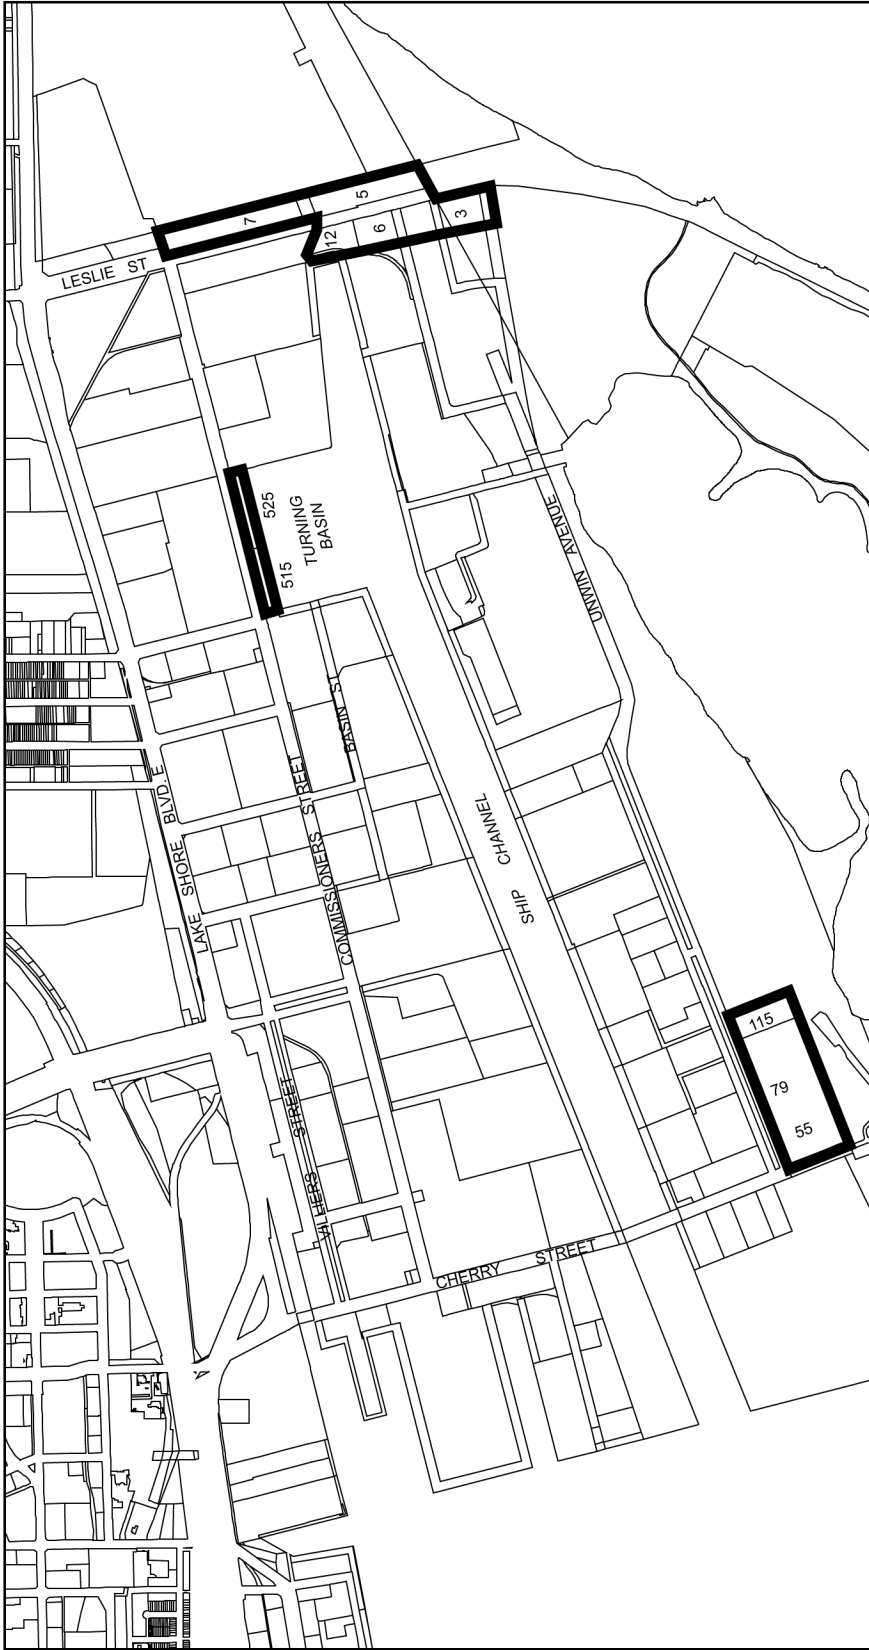 LESLIE ST
7
5
12
6
3
525
515
TURNING
BASIN
UNWIN AVENUE
BASIN ST
LAKE SHORE BLVD. E
COMMISSIONERS STREET
SHIP CHANNEL
VILLIERS STREET
CHERRY STREET
115
79
55